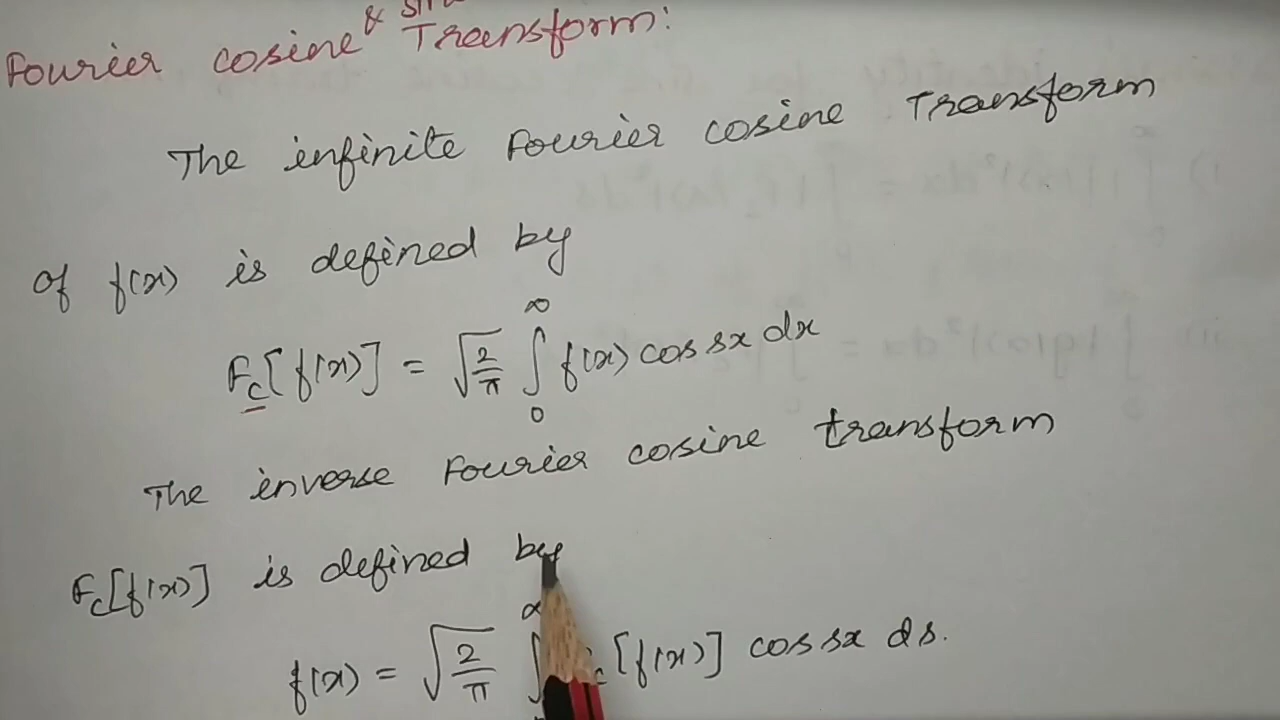 & sin
Fourier cosine Transform:
The infinite Fourier cosine Transform
of f(x) is defined by
F_c[f(x)] = √(2/π) ∫₀^∞ f(x) cos sx dx
The inverse Fourier cosine transform
F_c[f(x)] is defined by
f(x) = √(2/π) ∫ c[f(x)] cos sx ds.